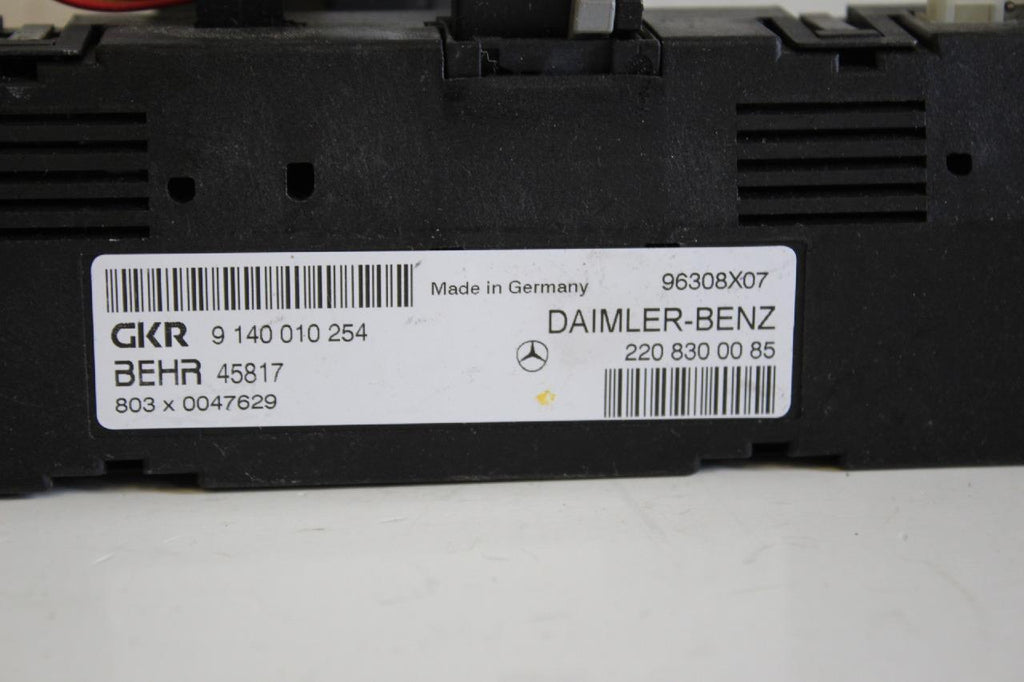 Made in Germany 96308X07
GKR 9 140 010 254 DAIMLER-BENZ
BEHR 45817 220 830 00 85
803 x 0047629